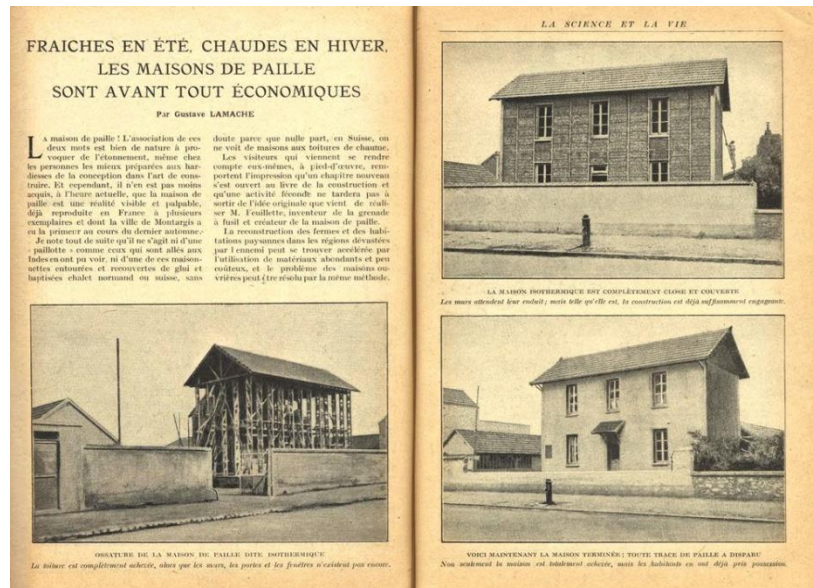 FRAICHES EN ÉTÉ, CHAUDES EN HIVER,
LES MAISONS DE PAILLE
SONT AVANT TOUT ÉCONOMIQUES
Par Gustave LAMACHE
LA maison de paille ! L'association de ces
deux mots est bien de nature à pro-
voquer de l'étonnement, même chez
les personnes les mieux préparées aux har-
diesses de la conception dans l'art de cons-
truire. Et cependant, il n'en est pas moins
acquis, à l'heure actuelle, que la maison de
paille est une réalité visible et palpable,
déjà reproduite en France à plusieurs
exemplaires et dont la ville de Montargis a
eu la primeur au cours du dernier automne.
Je note tout de suite qu'il ne s'agit ni d'une
« paillotte » comme ceux qui sont allés aux
Indes en ont pu voir, ni d'une de ces maison-
nettes entourées et recouvertes de glui et
baptisées chalet normand ou suisse, sans
doute parce que nulle part, en Suisse, on
ne voit de maisons aux toitures de chaume.
Les visiteurs qui viennent se rendre
compte eux-mêmes, à pied-d'œuvre, rem-
portent l'impression qu'un chapitre nouveau
s'est ouvert au livre de la construction et
qu'une activité féconde ne tardera pas à
sortir de l'idée originale que vient de réali-
ser M. Feuillette, inventeur de la grenade
à fusil et créateur de la maison de paille.
La reconstruction des fermes et des habi-
tations paysannes dans les régions dévastées
par l'ennemi peut se trouver accélérée par
l'utilisation de matériaux abondants et peu
coûteux, et le problème des maisons ou-
vrières peut être résolu par la même méthode.
OSSATURE DE LA MAISON DE PAILLE DITE ISOTHERMIQUE
La toiture est complètement achevée, alors que les murs, les portes et les fenêtres n'existent pas encore.
LA SCIENCE ET LA VIE
LA MAISON ISOTHERMIQUE EST COMPLÈTEMENT CLOSE ET COUVERTE
Les murs attendent leur enduit ; mais telle qu'elle est, la construction est déjà suffisamment engageante.
VOICI MAINTENANT LA MAISON TERMINÉE ; TOUTE TRACE DE PAILLE A DISPARU
Non seulement la maison est totalement achevée, mais les habitants en ont déjà pris possession.